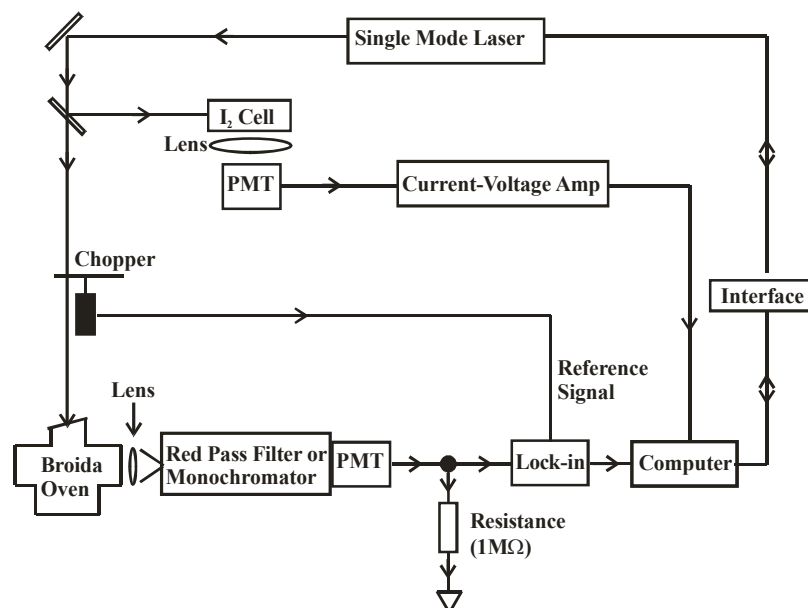 Single Mode Laser
I₂ Cell
Lens
PMT
Current-Voltage Amp
Chopper
Interface
Reference
Signal
Lens
Broida
Oven
Red Pass Filter or
Monochromator
PMT
Lock-in
Computer
Resistance
(1MΩ)